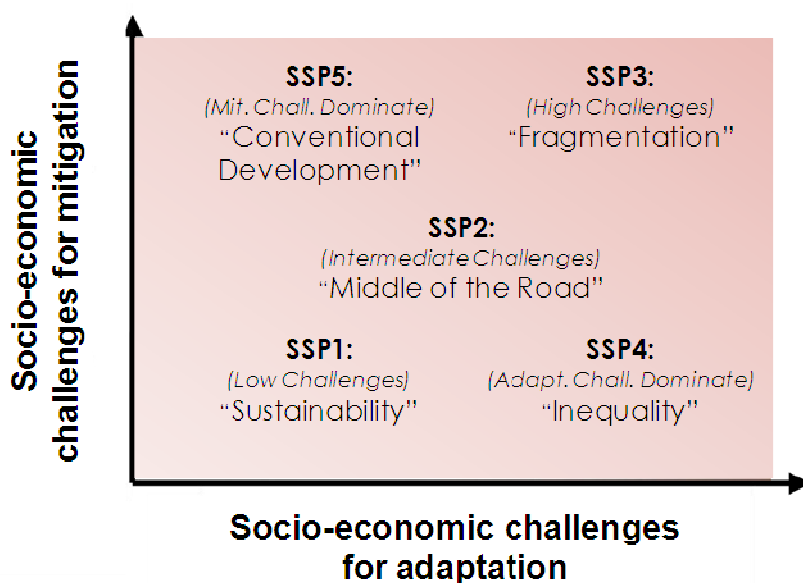 Socio-economic
challenges for mitigation
SSP5:
(Mit. Chall. Dominate)
“Conventional
Development”
SSP3:
(High Challenges)
“Fragmentation”
SSP2:
(Intermediate Challenges)
“Middle of the Road”
SSP1:
(Low Challenges)
“Sustainability”
SSP4:
(Adapt. Chall. Dominate)
“Inequality”
Socio-economic challenges
for adaptation